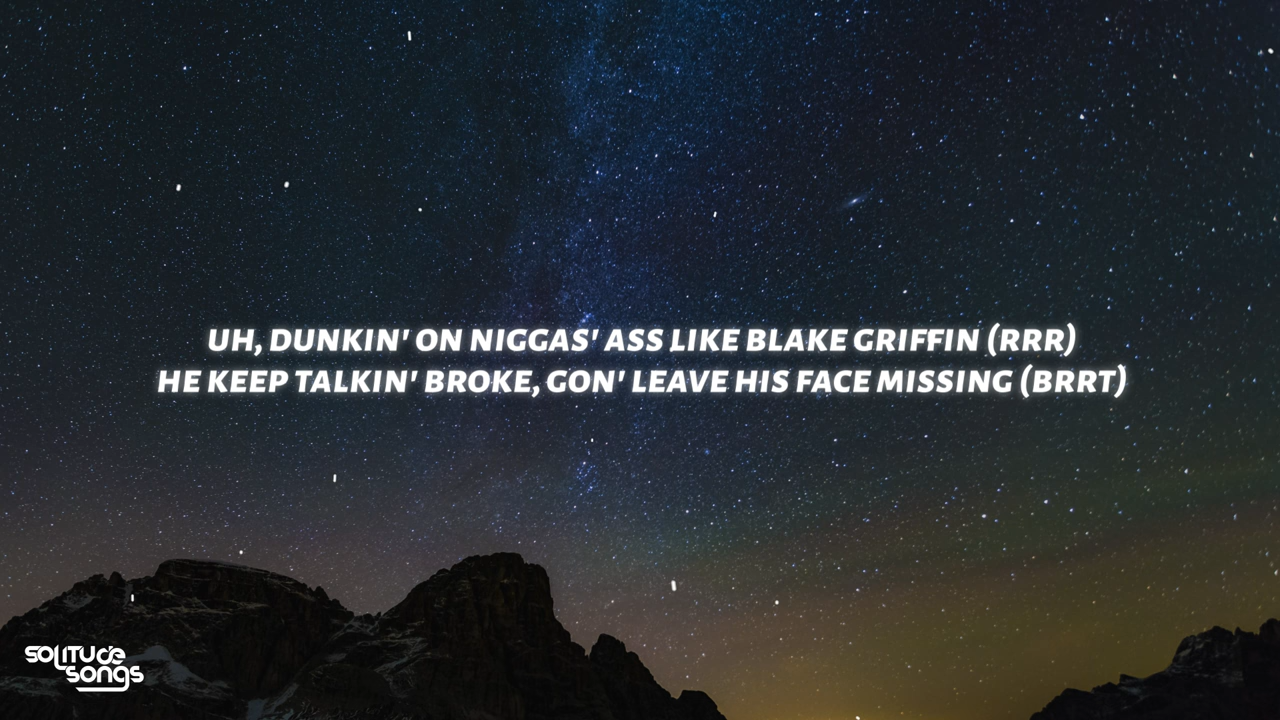 UH, DUNKIN' ON NIGGAS' ASS LIKE BLAKE GRIFFIN (RRR)
HE KEEP TALKIN' BROKE, GON' LEAVE HIS FACE MISSING (BRRT)
SOLITUDE
SONGS